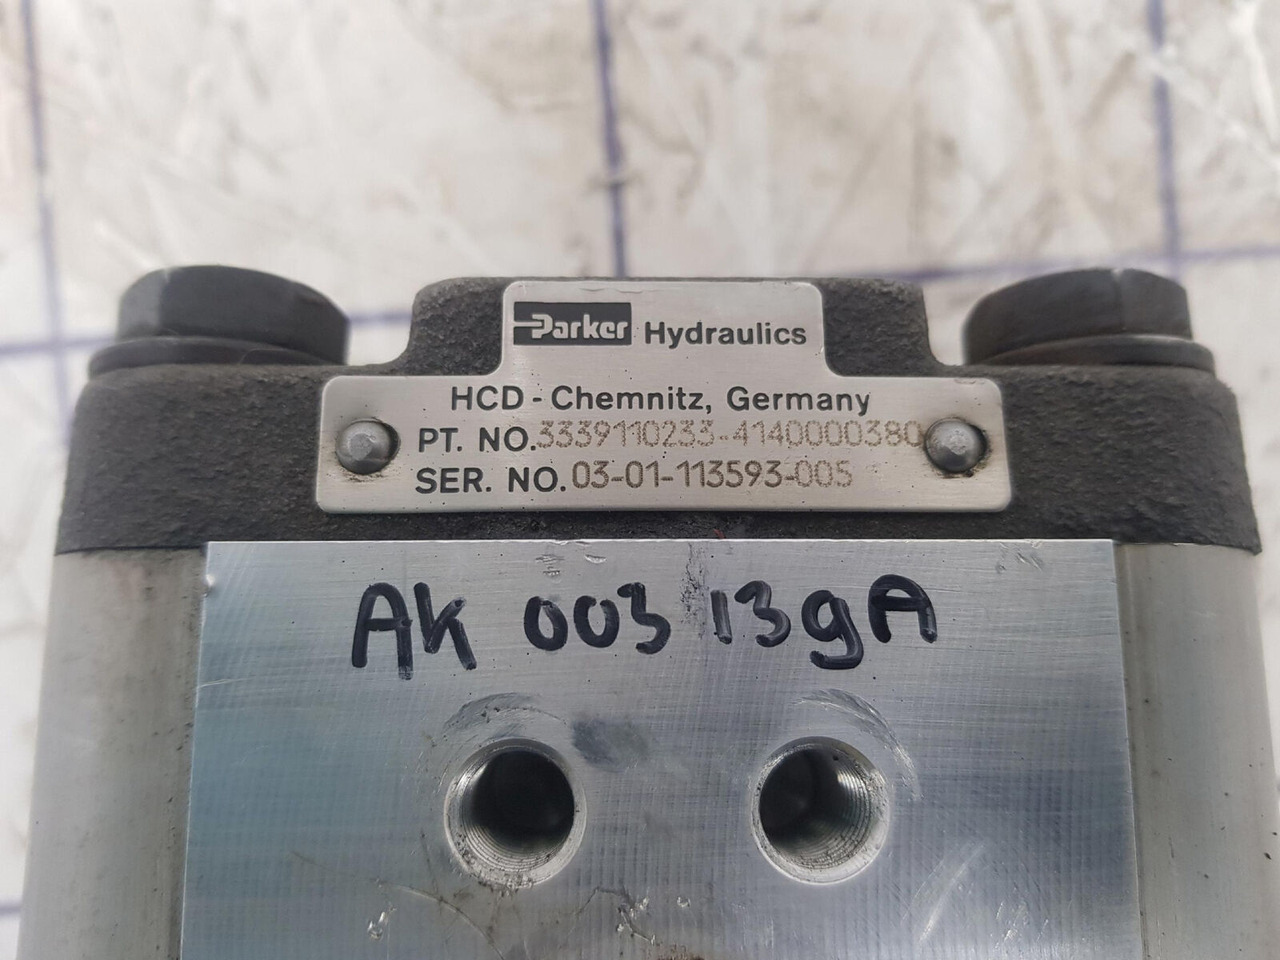 Parker Hydraulics
HCD - Chemnitz, Germany
PT. NO. 3339110233-4140000380
SER. NO. 03-01-113593-005
AK 003 139A